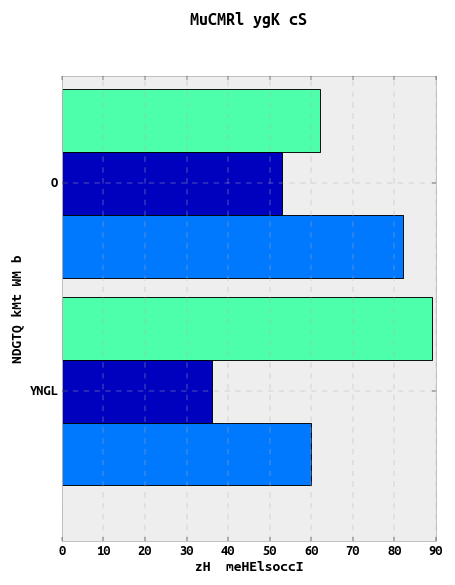 MuCMRl ygK cS
NDGTQ kMt WM b
O
YNGL
0 10 20 30 40 50 60 70 80 90
zH  meHElsoccI